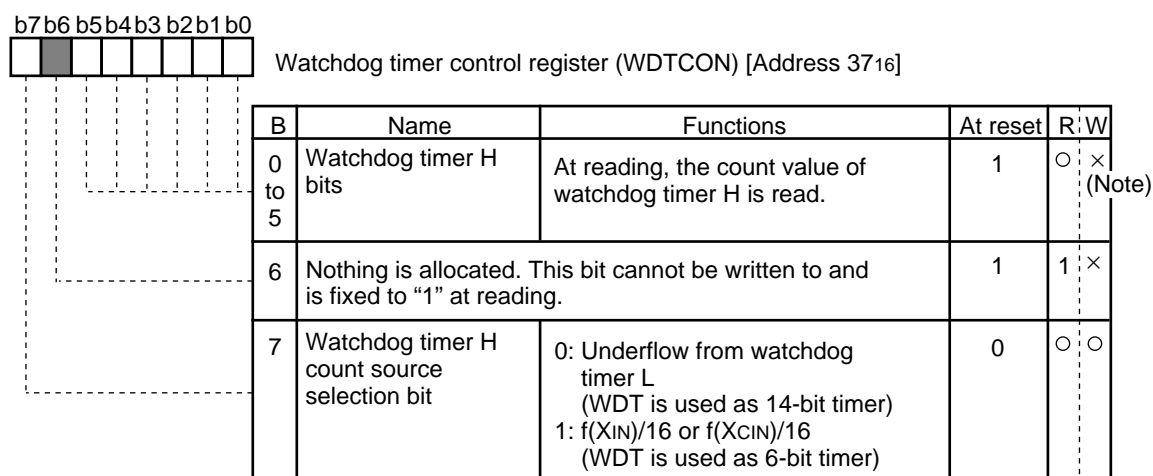 b7 b6 b5 b4 b3 b2 b1 b0
Watchdog timer control register (WDTCON) [Address 3716]
B Name Functions At reset R W
0 to 5
Watchdog timer H bits
At reading, the count value of
watchdog timer H is read.
1 ○ ×
(Note)
6 Nothing is allocated. This bit cannot be written to and
is fixed to “1” at reading.
1 1 ×
7 Watchdog timer H
count source
selection bit
0: Underflow from watchdog
timer L
(WDT is used as 14-bit timer)
1: f(XIN)/16 or f(XCIN)/16
(WDT is used as 6-bit timer)
0 ○ ○